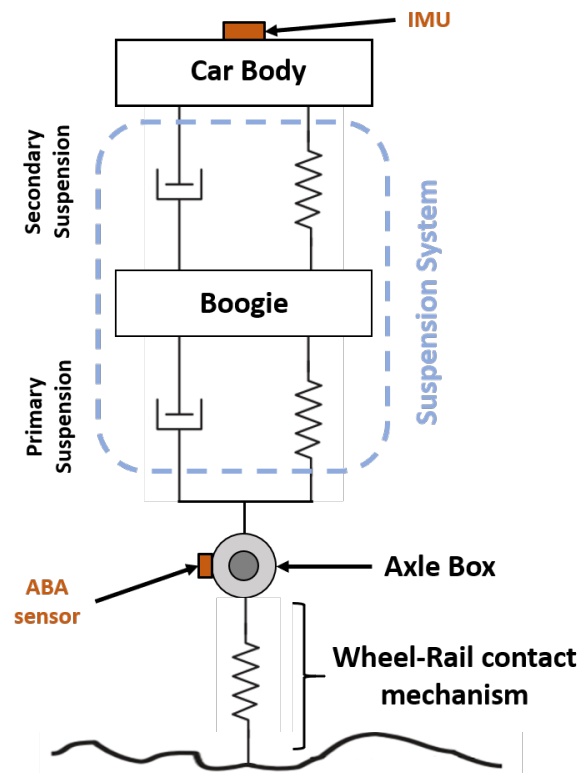 IMU
Car Body
Secondary
Suspension
Suspension System
Boogie
Primary
Suspension
Axle Box
ABA
sensor
Wheel-Rail contact
mechanism